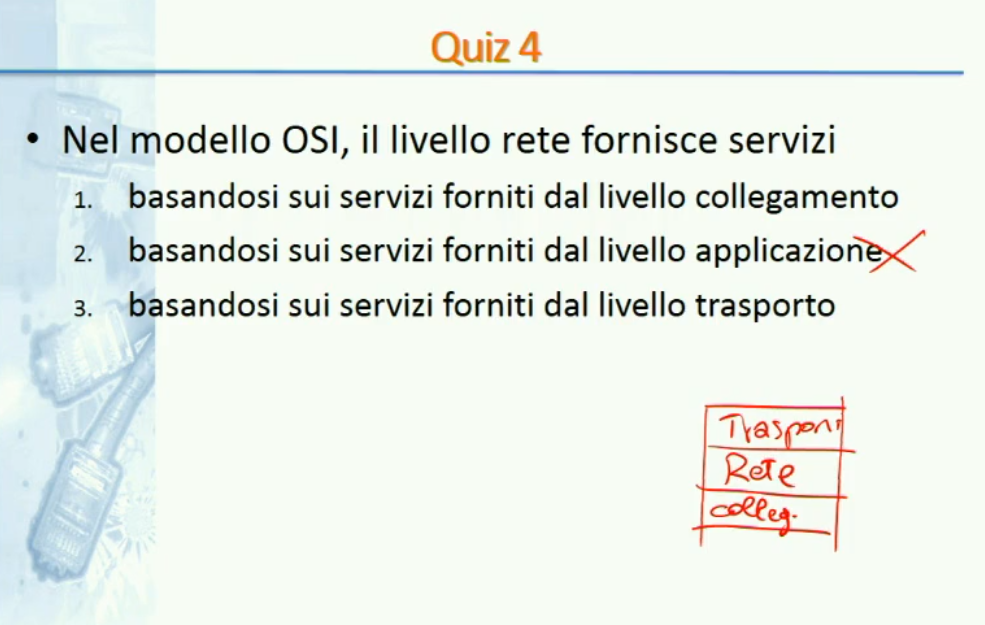 Quiz 4
• Nel modello OSI, il livello rete fornisce servizi
1. basandosi sui servizi forniti dal livello collegamento
2. basandosi sui servizi forniti dal livello applicazione
3. basandosi sui servizi forniti dal livello trasporto
Trasporti
Rete
colleg.